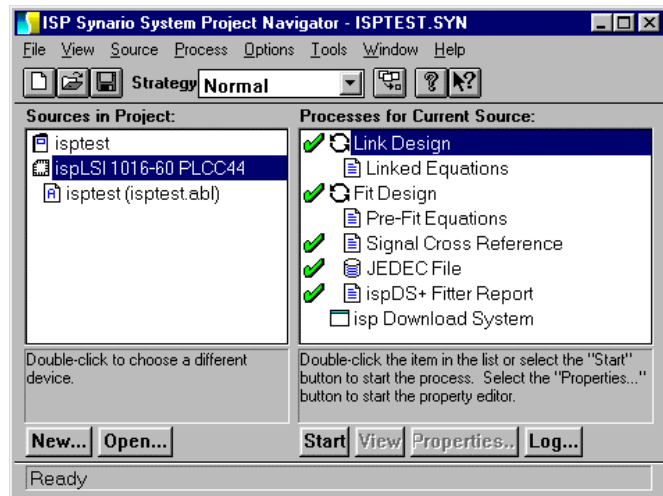 ISP Synario System Project Navigator - ISPTEST.SYN
File View Source Process Options Tools Window Help
Strategy Normal
Sources in Project:
isptest
ispLSI 1016-60 PLCC44
A isptest (isptest.abl)
Double-click to choose a different
device.
New... Open...
Processes for Current Source:
Link Design
Linked Equations
Fit Design
Pre-Fit Equations
Signal Cross Reference
JEDEC File
ispDS+ Fitter Report
isp Download System
Double-click the item in the list or select the "Start"
button to start the process. Select the "Properties..."
button to start the property editor.
Start View Properties.. Log...
Ready